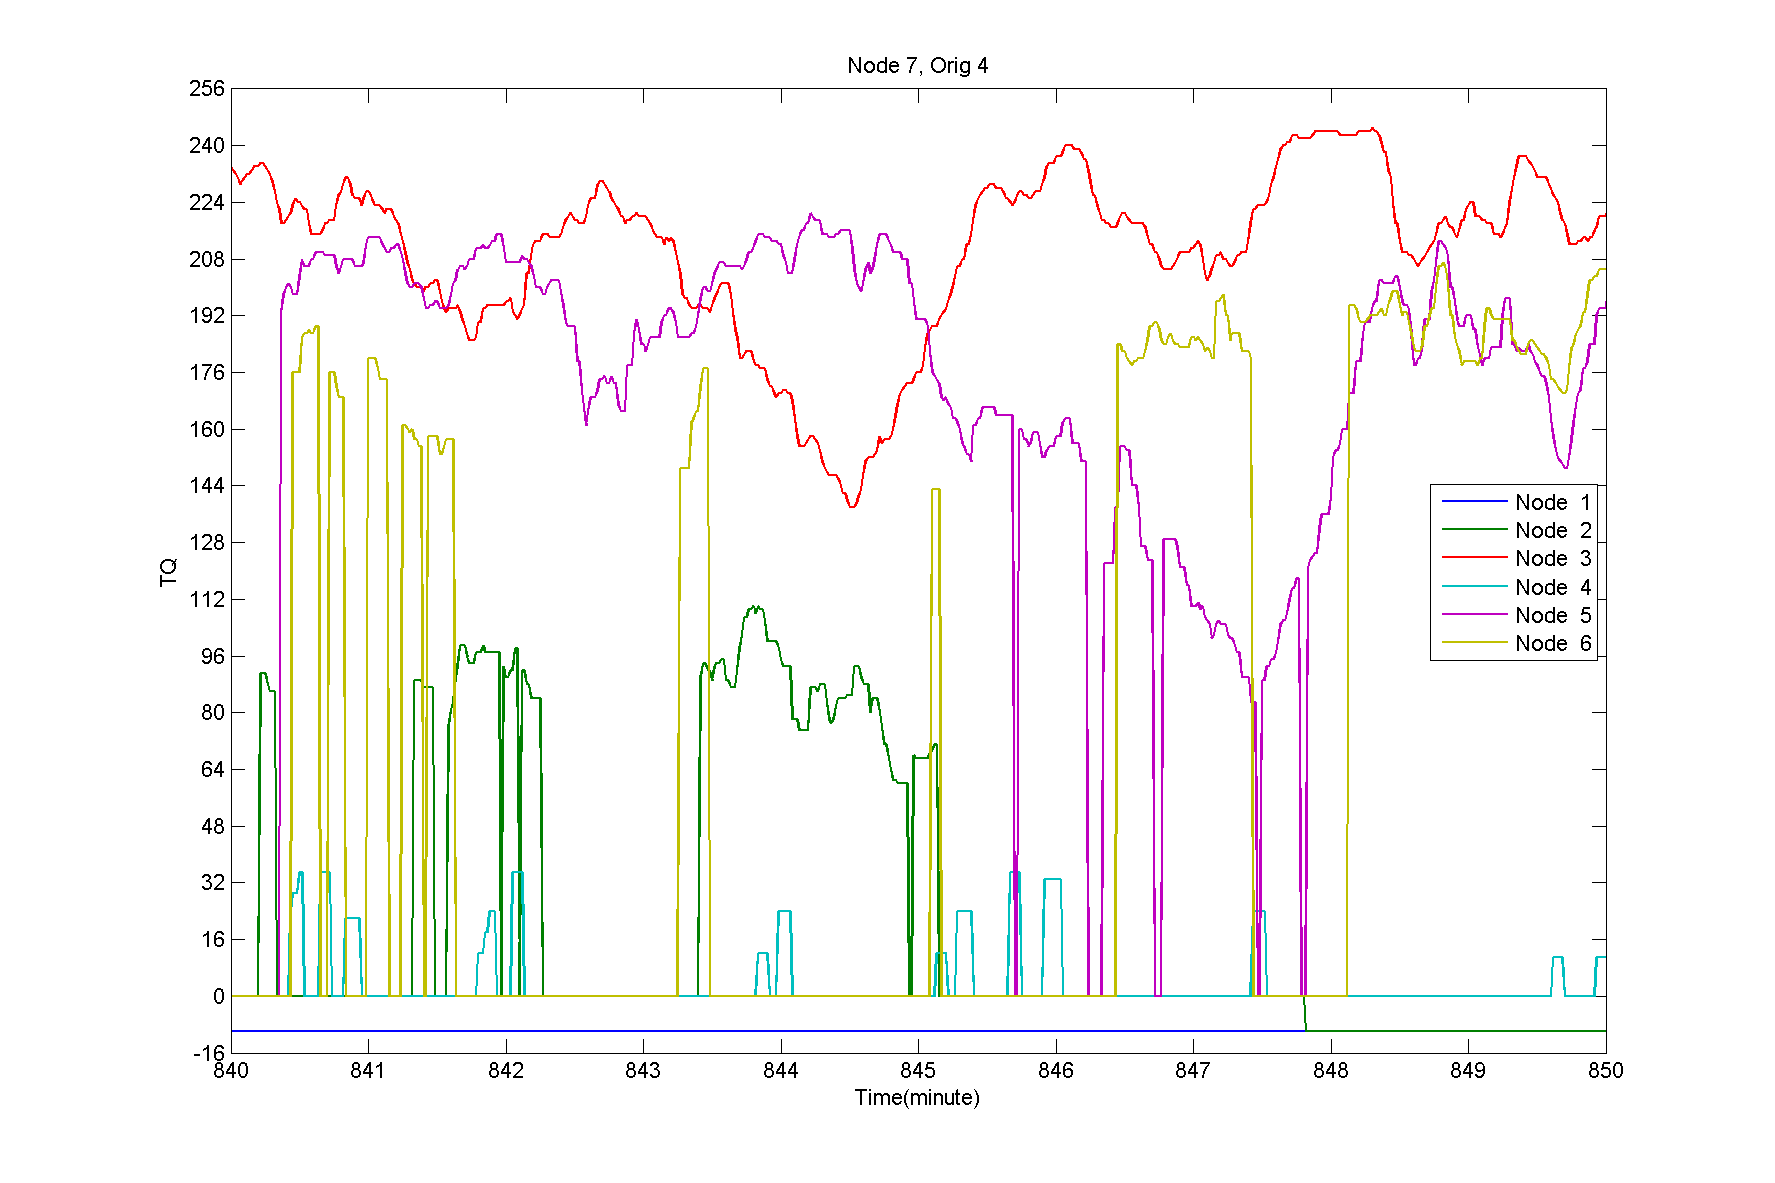 Node 7, Orig 4
256
240
224
208
192
176
160
144
128
112
96
80
64
48
32
16
0
-16
TQ
Node 1
Node 2
Node 3
Node 4
Node 5
Node 6
840 841 842 843 844 845 846 847 848 849 850
Time(minute)